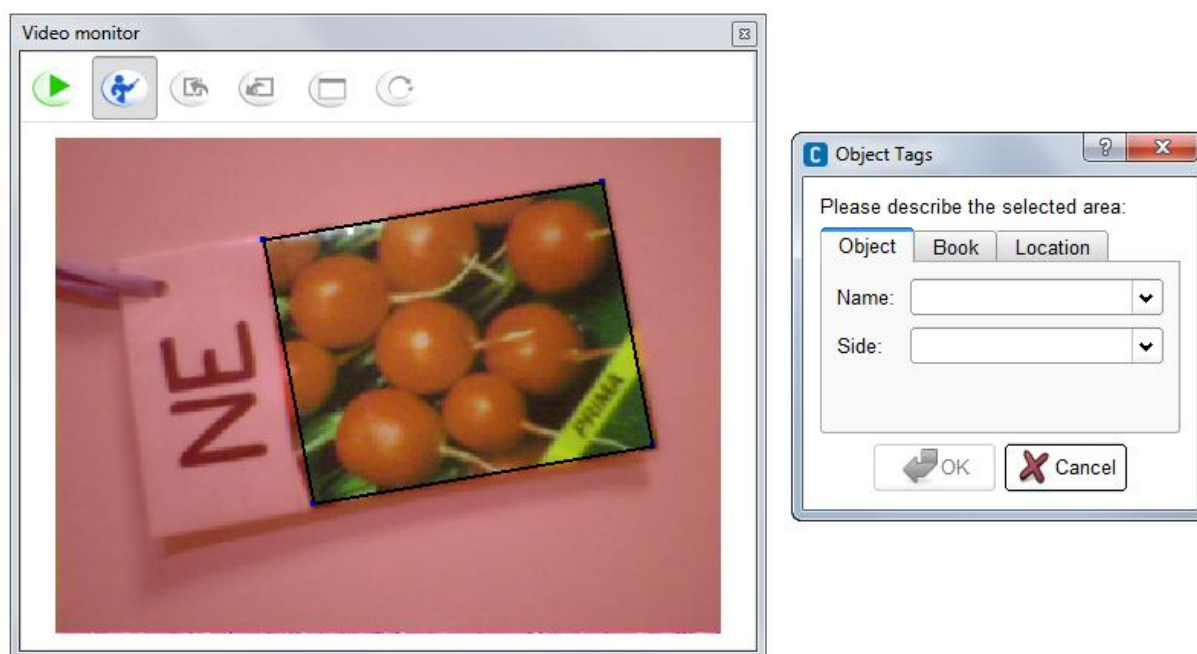 Video monitor
NE
PRIMA
Object Tags
Please describe the selected area:
Object Book Location
Name:
Side:
OK Cancel